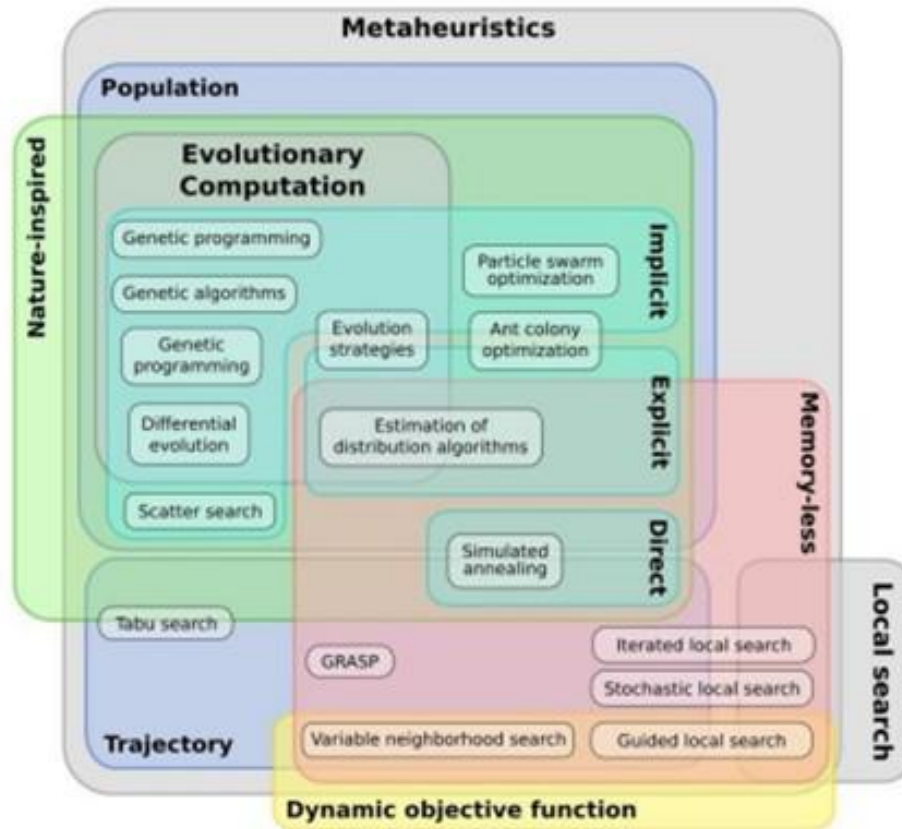 Metaheuristics
Population
Nature-inspired
Evolutionary
Computation
Genetic programming
Implicit
Particle swarm
optimization
Genetic algorithms
Evolution
strategies
Ant colony
optimization
Genetic
programming
Explicit
Memory-less
Differential
evolution
Estimation of
distribution algorithms
Scatter search
Direct
Simulated
annealing
Local search
Tabu search
GRASP
Iterated local search
Stochastic local search
Trajectory
Variable neighborhood search
Guided local search
Dynamic objective function